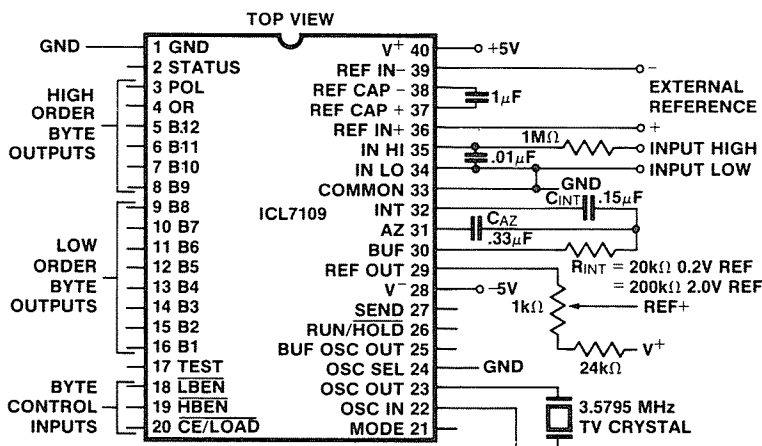 TOP VIEW
GND
1 GND
2 STATUS
3 POL
4 OR
5 B12
6 B11
7 B10
8 B9
9 B8
10 B7
11 B6
12 B5
13 B4
14 B3
15 B2
16 B1
17 TEST
18 LBEN
19 HBEN
20 CE/LOAD
HIGH
ORDER
BYTE
OUTPUTS
LOW
ORDER
BYTE
OUTPUTS
BYTE
CONTROL
INPUTS
ICL7109
V+ 40
REF IN- 39
REF CAP - 38
REF CAP + 37
REF IN+ 36
IN HI 35
IN LO 34
COMMON 33
INT 32
AZ 31
BUF 30
REF OUT 29
V- 28
SEND 27
RUN/HOLD 26
BUF OSC OUT 25
OSC SEL 24
OSC OUT 23
OSC IN 22
MODE 21
+5V
-
EXTERNAL
REFERENCE
1µF
+
1MΩ
INPUT HIGH
.01µF
INPUT LOW
GND
CINT
.15µF
CAZ
.33µF
RINT = 20kΩ 0.2V REF
= 200kΩ 2.0V REF
-5V
1kΩ
REF+
V+
24kΩ
GND
3.5795 MHz
TV CRYSTAL